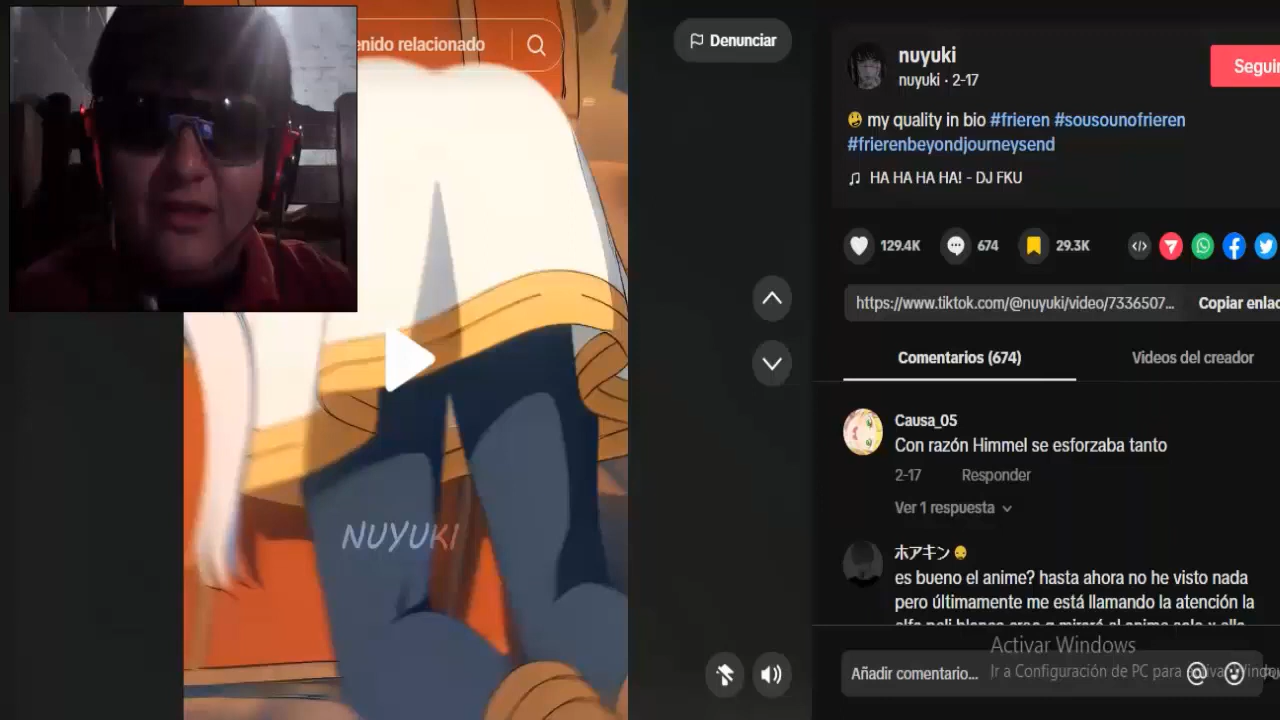 enido relacionado
Denunciar
nuyuki
nuyuki · 2-17
Seguir
my quality in bio #frieren #sousounofrieren
#frierenbeyondjourneysend
HA HA HA HA! - DJ FKU
129.4K
674
29.3K
https://www.tiktok.com/@nuyuki/video/7336507...
Copiar enlac
Comentarios (674)
Videos del creador
Causa_05
Con razón Himmel se esforzaba tanto
2-17 Responder
Ver 1 respuesta
NUYUKI
ホアキン
es bueno el anime? hasta ahora no he visto nada
pero últimamente me está llamando la atención la
Activar Windows
Ir a Configuración de PC para
Añadir comentario...